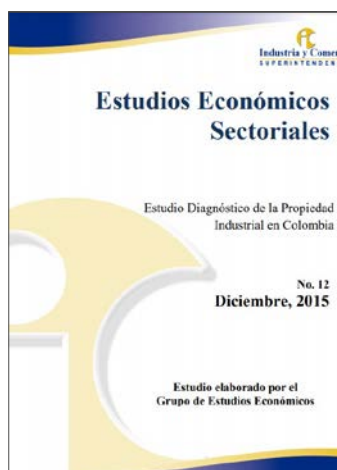 Industria y Comer
SUPERINTENDEN
Estudios Económicos
Sectoriales
Estudio Diagnóstico de la Propiedad
Industrial en Colombia
No. 12
Diciembre, 2015
Estudio elaborado por el
Grupo de Estudios Económicos